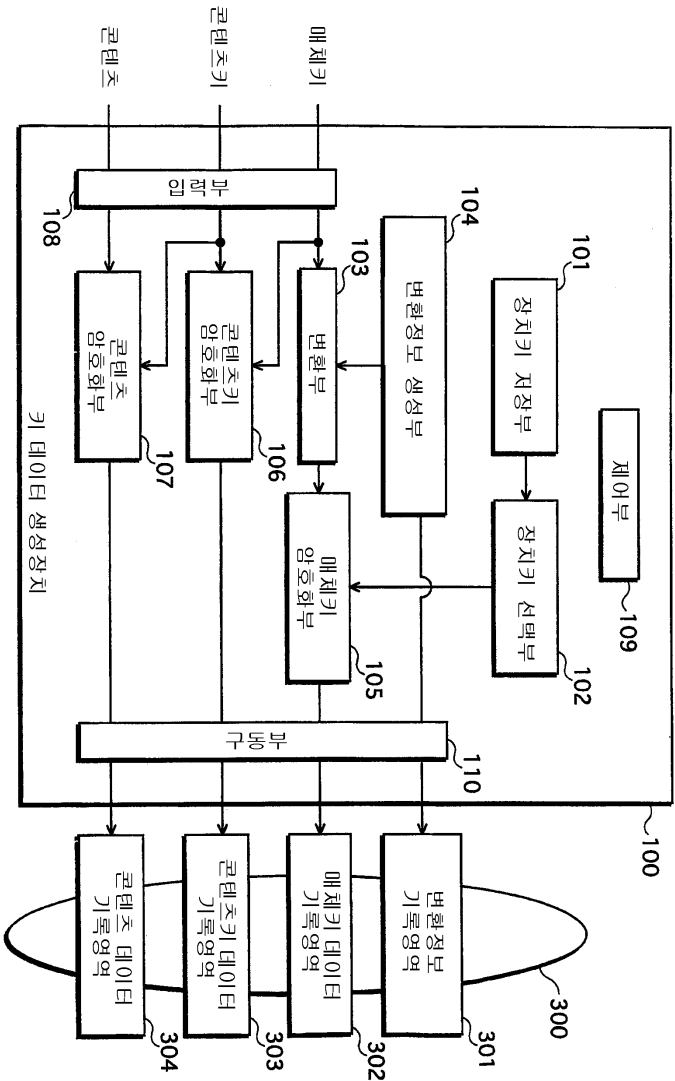 제어부
109
101
장치키 저장부
장치키 선택부
102
104
변환정보 생성부
매체키
콘텐츠키
콘텐츠
입력부
108
103
변환부
매체키
암호화부
105
콘텐츠키
암호화부
106
콘텐츠
암호화부
107
구동부
110
키 데이터 생성장치
100
변환정보
기록영역
301
매체키 데이터
기록영역
302
콘텐츠키 데이터
기록영역
303
콘텐츠 데이터
기록영역
304
300